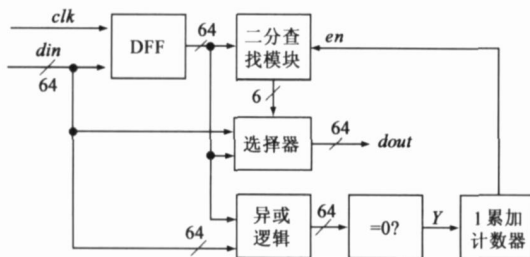 clk
din
64
DFF
64
二分查
找模块
en
6
选择器
64
dout
64
异或
逻辑
64
=0?
Y
1累加
计数器